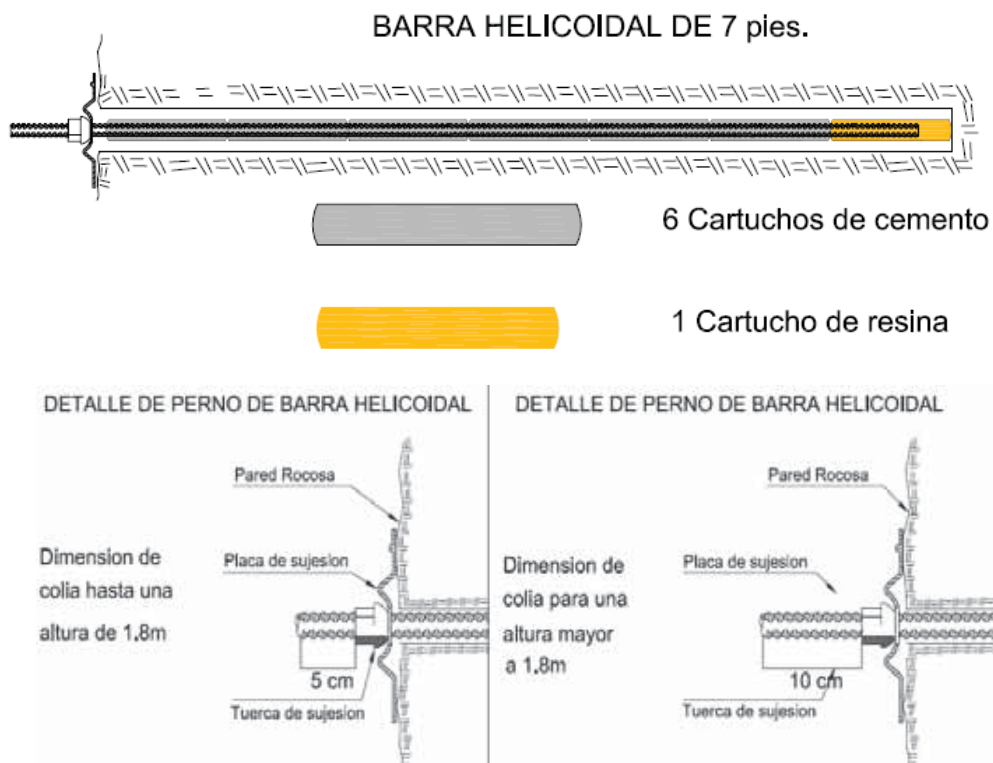 BARRA HELICOIDAL DE 7 pies.
6 Cartuchos de cemento
1 Cartucho de resina
DETALLE DE PERNO DE BARRA HELICOIDAL
Pared Rocosa
Dimension de
colia hasta una
altura de 1.8m
Placa de sujesion
5 cm
Tuerca de sujesion
DETALLE DE PERNO DE BARRA HELICOIDAL
Pared Rocosa
Dimension de
colia para una
altura mayor
a 1.8m
Placa de sujesion
10 cm
Tuerca de sujesion